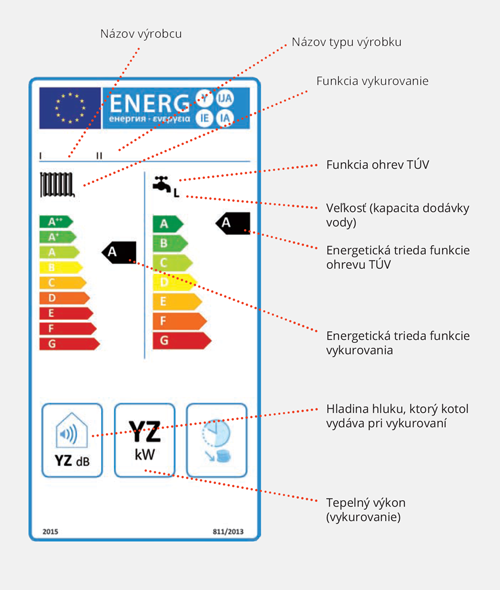 Názov výrobcu
Názov typu výrobku
Funkcia vykurovanie
ENERG
енергия · ενεργεια
Y IJA
IE IA
I II
Funkcia ohrev TÚV
L
Veľkosť (kapacita dodávky
vody)
A++
A+
A
B
C
D
E
F
G
A
A
B
C
D
E
F
G
A
Energetická trieda funkcie
ohrevu TÚV
Energetická trieda funkcie
vykurovania
Hladina hluku, ktorý kotol
vydáva pri vykurovaní
YZ dB
YZ
kW
Tepelný výkon
(vykurovanie)
2015
811/2013